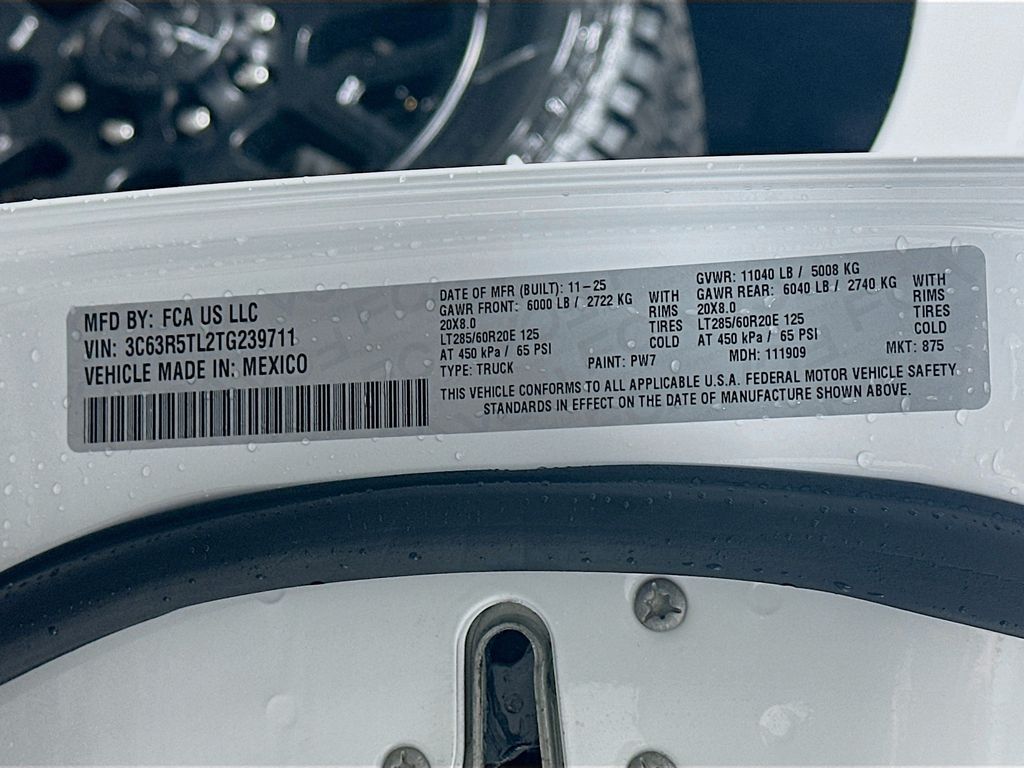 MFD BY: FCA US LLC
VIN: 3C63R5TL2TG239711
VEHICLE MADE IN: MEXICO
DATE OF MFR (BUILT): 11-25
GAWR FRONT: 6000 LB / 2722 KG
20X8.0
LT285/60R20E 125
AT 450 kPa / 65 PSI
WITH
RIMS
TIRES
COLD
GVWR: 11040 LB / 5008 KG
GAWR REAR: 6040 LB / 2740 KG
20X8.0
LT285/60R20E 125
AT 450 kPa / 65 PSI
WITH
RIMS
TIRES
COLD
TYPE: TRUCK PAINT: PW7 MDH: 111909 MKT: 875
THIS VEHICLE CONFORMS TO ALL APPLICABLE U.S.A. FEDERAL MOTOR VEHICLE SAFETY
STANDARDS IN EFFECT ON THE DATE OF MANUFACTURE SHOWN ABOVE.